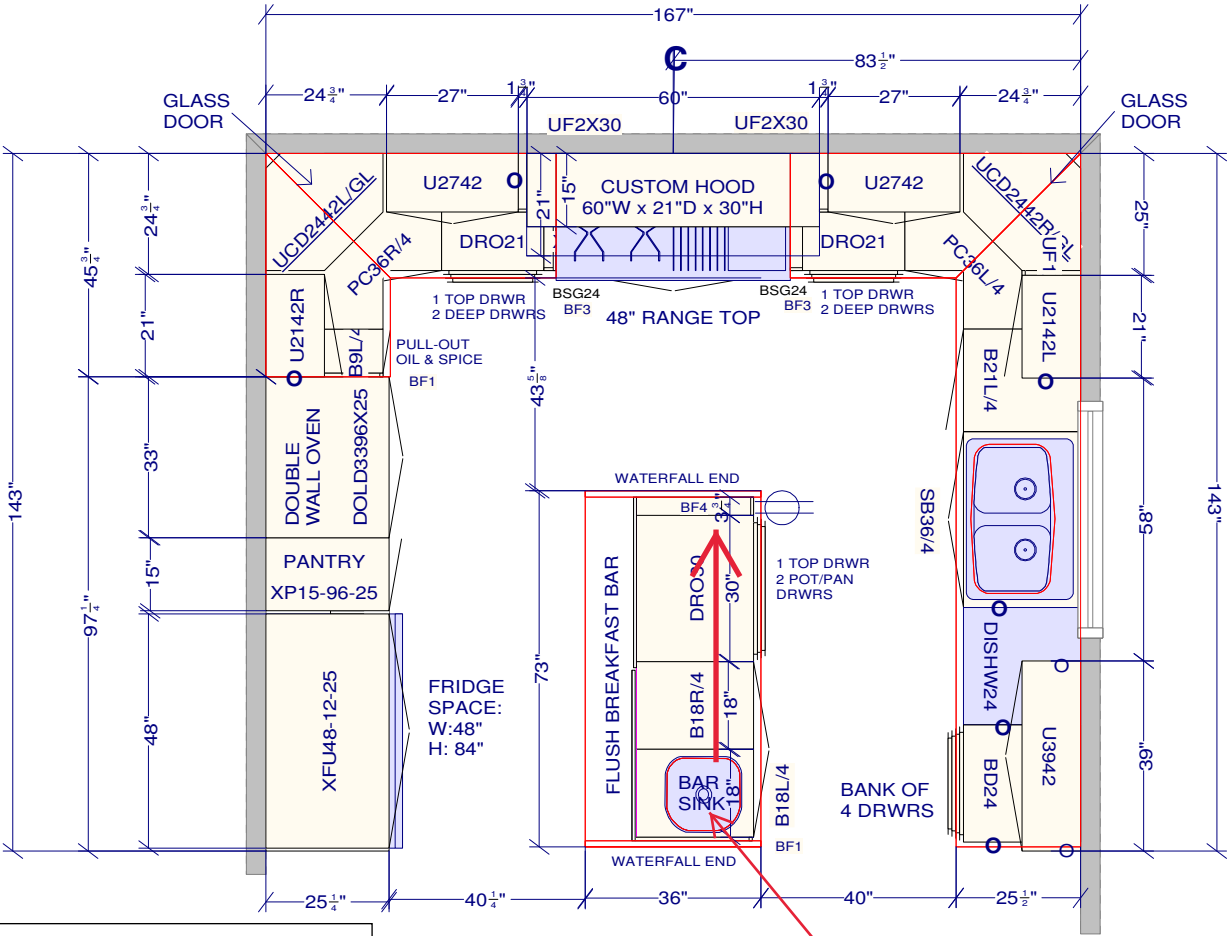 167"
C
83 1/2"
24 3/4"
27"
1 3/4"
60"
1 3/4"
27"
24 3/4"
GLASS
DOOR
GLASS
DOOR
UF2X30
UF2X30
U2742
U2742
CUSTOM HOOD
60"W x 21"D x 30"H
21"
15"
UCD2442L/GL
UCD2442R/GL
UF1
PC36R/4
PC36L/4
DRO21
DRO21
1 TOP DRWR
2 DEEP DRWRS
BSG24
BF3
48" RANGE TOP
BSG24
BF3
1 TOP DRWR
2 DEEP DRWRS
24 3/4"
45 3/4"
21"
25"
21"
U2142R
U2142L
B9L/4
PULL-OUT
OIL & SPICE
BF1
B21L/4
43 5/8"
DOUBLE
WALL OVEN
DOLD3396X25
33"
143"
143"
85"
WATERFALL END
BF4
3 3/4"
SB36/4
PANTRY
XP15-96-25
15"
97 1/4"
FLUSH BREAKFAST BAR
DRO30
30"
1 TOP DRWR
2 POT/PAN
DRWRS
DISHW24
XFU48-12-25
48"
FRIDGE
SPACE:
W:48"
H: 84"
73"
B18R/4
18"
BAR
SINK
18"
B18L/4
BF1
BANK OF
4 DRWRS
BD24
U3942
39"
WATERFALL END
25 1/4"
40 1/4"
36"
40"
25 1/2"